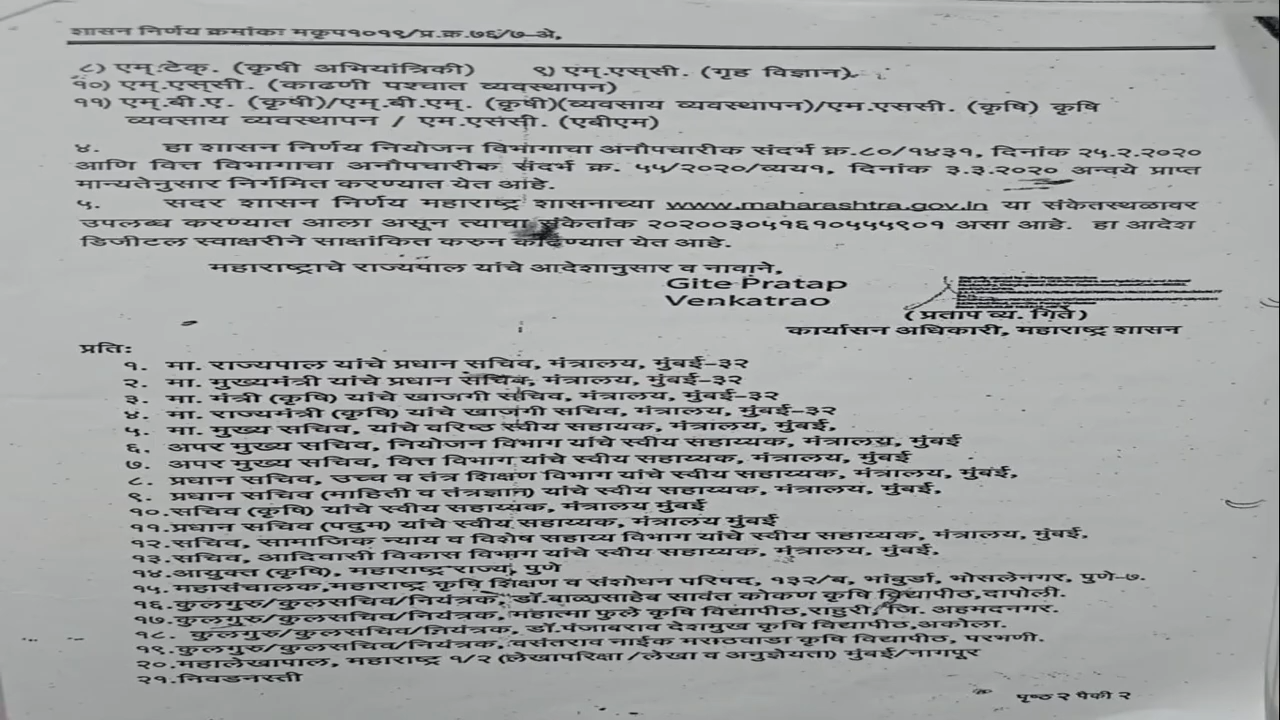 शासन निर्णय क्रमांकः मकृप१०१९/प्र.क्र.७६/७-अे,
८) एम्.टेक्. (कृषी अभियांत्रिकी) ९) एम्.एस्सी. (गृह विज्ञान)
१०) एम्.एस्सी. (काढणी पश्चात व्यवस्थापन)
११) एम्.बी.ए. (कृषी)/एम्.बी.एम्. (कृषी)(व्यवसाय व्यवस्थापन)/एम.एससी. (कृषि) कृषि
व्यवसाय व्यवस्थापन / एम.एससी. (एबीएम)
४. हा शासन निर्णय नियोजन विभागाचा अनौपचारीक संदर्भ क्र.८०/१४३१, दिनांक २५.२.२०२०
आणि वित्त विभागाचा अनौपचारीक संदर्भ क्र. ५५/२०२०/व्यय१, दिनांक ३.३.२०२० अन्वये प्राप्त
मान्यतेनुसार निर्गमित करण्यात येत आहे.
५. सदर शासन निर्णय महाराष्ट्र शासनाच्या www.maharashtra.gov.in या संकेतस्थळावर
उपलब्ध करण्यात आला असून त्याचा संकेतांक २०२००३०५१६१०५५५९०१ असा आहे. हा आदेश
डिजीटल स्वाक्षरीने साक्षांकित करुन काढण्यात येत आहे.
महाराष्ट्राचे राज्यपाल यांचे आदेशानुसार व नावाने,
Gite Pratap
Venkatrao
( प्रताप व्य. गिते )
कार्यासन अधिकारी, महाराष्ट्र शासन
प्रतिः
१. मा. राज्यपाल यांचे प्रधान सचिव, मंत्रालय, मुंबई-३२
२. मा. मुख्यमंत्री यांचे प्रधान सचिव, मंत्रालय, मुंबई-३२
३. मा. मंत्री (कृषि) यांचे खाजगी सचिव, मंत्रालय, मुंबई-३२
४. मा. राज्यमंत्री (कृषि) यांचे खाजगी सचिव, मंत्रालय, मुंबई-३२
५. मा. मुख्य सचिव, यांचे वरिष्ठ स्वीय सहायक, मंत्रालय, मुंबई,
६. अपर मुख्य सचिव, नियोजन विभाग यांचे स्वीय सहाय्यक, मंत्रालय, मुंबई
७. अपर मुख्य सचिव, वित्त विभाग यांचे स्वीय सहाय्यक, मंत्रालय, मुंबई
८. प्रधान सचिव, उच्च व तंत्र शिक्षण विभाग यांचे स्वीय सहाय्यक, मंत्रालय, मुंबई,
९. प्रधान सचिव (माहिती व तंत्रज्ञान) यांचे स्वीय सहाय्यक, मंत्रालय, मुंबई,
१०.सचिव (कृषि) यांचे स्वीय सहाय्यक, मंत्रालय मुंबई
११.प्रधान सचिव (पदुम) यांचे स्वीय सहाय्यक, मंत्रालय मुंबई
१२.सचिव, सामाजिक न्याय व विशेष सहाय्य विभाग यांचे स्वीय सहाय्यक, मंत्रालय, मुंबई,
१३.सचिव, आदिवासी विकास विभाग यांचे स्वीय सहाय्यक, मंत्रालय, मुंबई,
१४.आयुक्त (कृषि), महाराष्ट्र राज्य, पुणे
१५.महासंचालक,महाराष्ट्र कृषि शिक्षण व संशोधन परिषद, १३२/ब, भांबुर्डा, भोसलेनगर, पुणे-७.
१६.कुलगुरु/कुलसचिव/नियंत्रक, डॉ.बाळासाहेब सावंत कोकण कृषि विद्यापीठ,दापोली.
१७.कुलगुरु/कुलसचिव/नियंत्रक, महात्मा फुले कृषि विद्यापीठ,राहुरी, जि. अहमदनगर.
१८. कुलगुरु/कुलसचिव/नियंत्रक, डॉ.पंजाबराव देशमुख कृषि विद्यापीठ,अकोला.
१९.कुलगुरु/कुलसचिव/नियंत्रक, वसंतराव नाईक मराठवाडा कृषि विद्यापीठ, परभणी.
२०.महालेखापाल, महाराष्ट्र १/२ (लेखापरिक्षा /लेखा व अनुज्ञेयता) मुंबई/नागपूर
२१.निवडनस्ती
पृष्ठ २ पैकी २